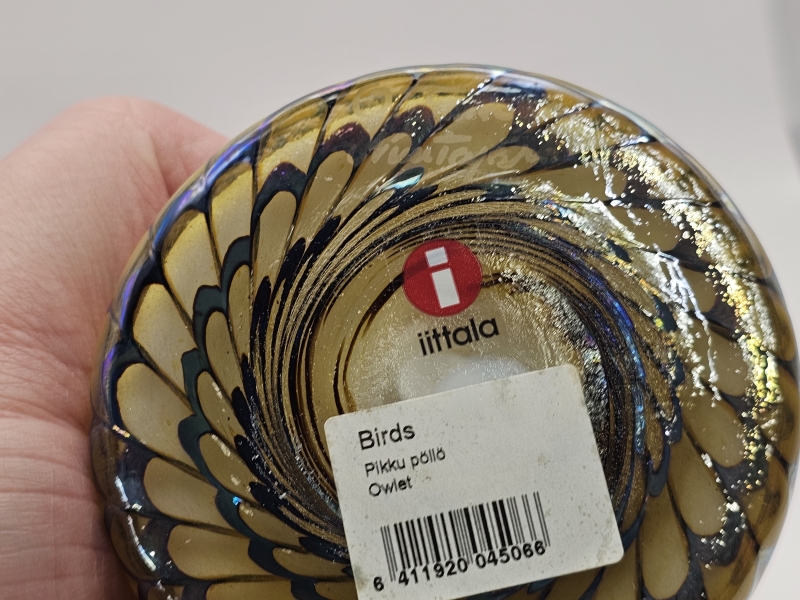 i
iittala
Birds
Pikku pöllö
Owlet
6 411920 045066